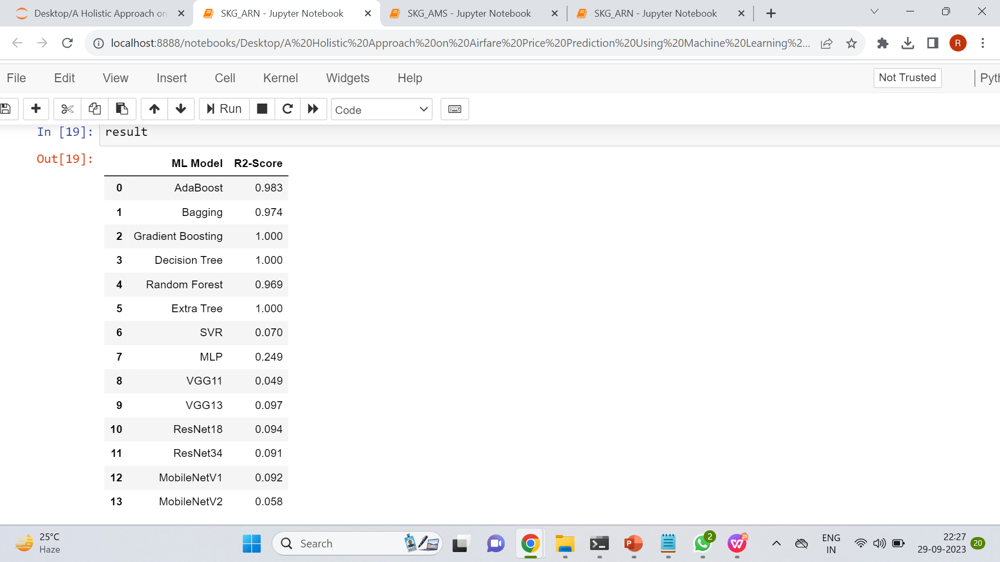 Desktop/A Holistic Approach on
SKG_ARN - Jupyter Notebook
SKG_AMS - Jupyter Notebook
SKG_ARN - Jupyter Notebook
localhost:8888/notebooks/Desktop/A%20Holistic%20Approach%20on%20Airfare%20Price%20Prediction%20Using%20Machine%20Learning%2...
R
File Edit View Insert Cell Kernel Widgets Help
Not Trusted
Pyth
Run
Code
In [19]: result
Out[19]:
ML Model R2-Score
0 AdaBoost 0.983
1 Bagging 0.974
2 Gradient Boosting 1.000
3 Decision Tree 1.000
4 Random Forest 0.969
5 Extra Tree 1.000
6 SVR 0.070
7 MLP 0.249
8 VGG11 0.049
9 VGG13 0.097
10 ResNet18 0.094
11 ResNet34 0.091
12 MobileNetV1 0.092
13 MobileNetV2 0.058
25°C
Haze
Search
P
2
P
ENG
IN
22:27
29-09-2023
20